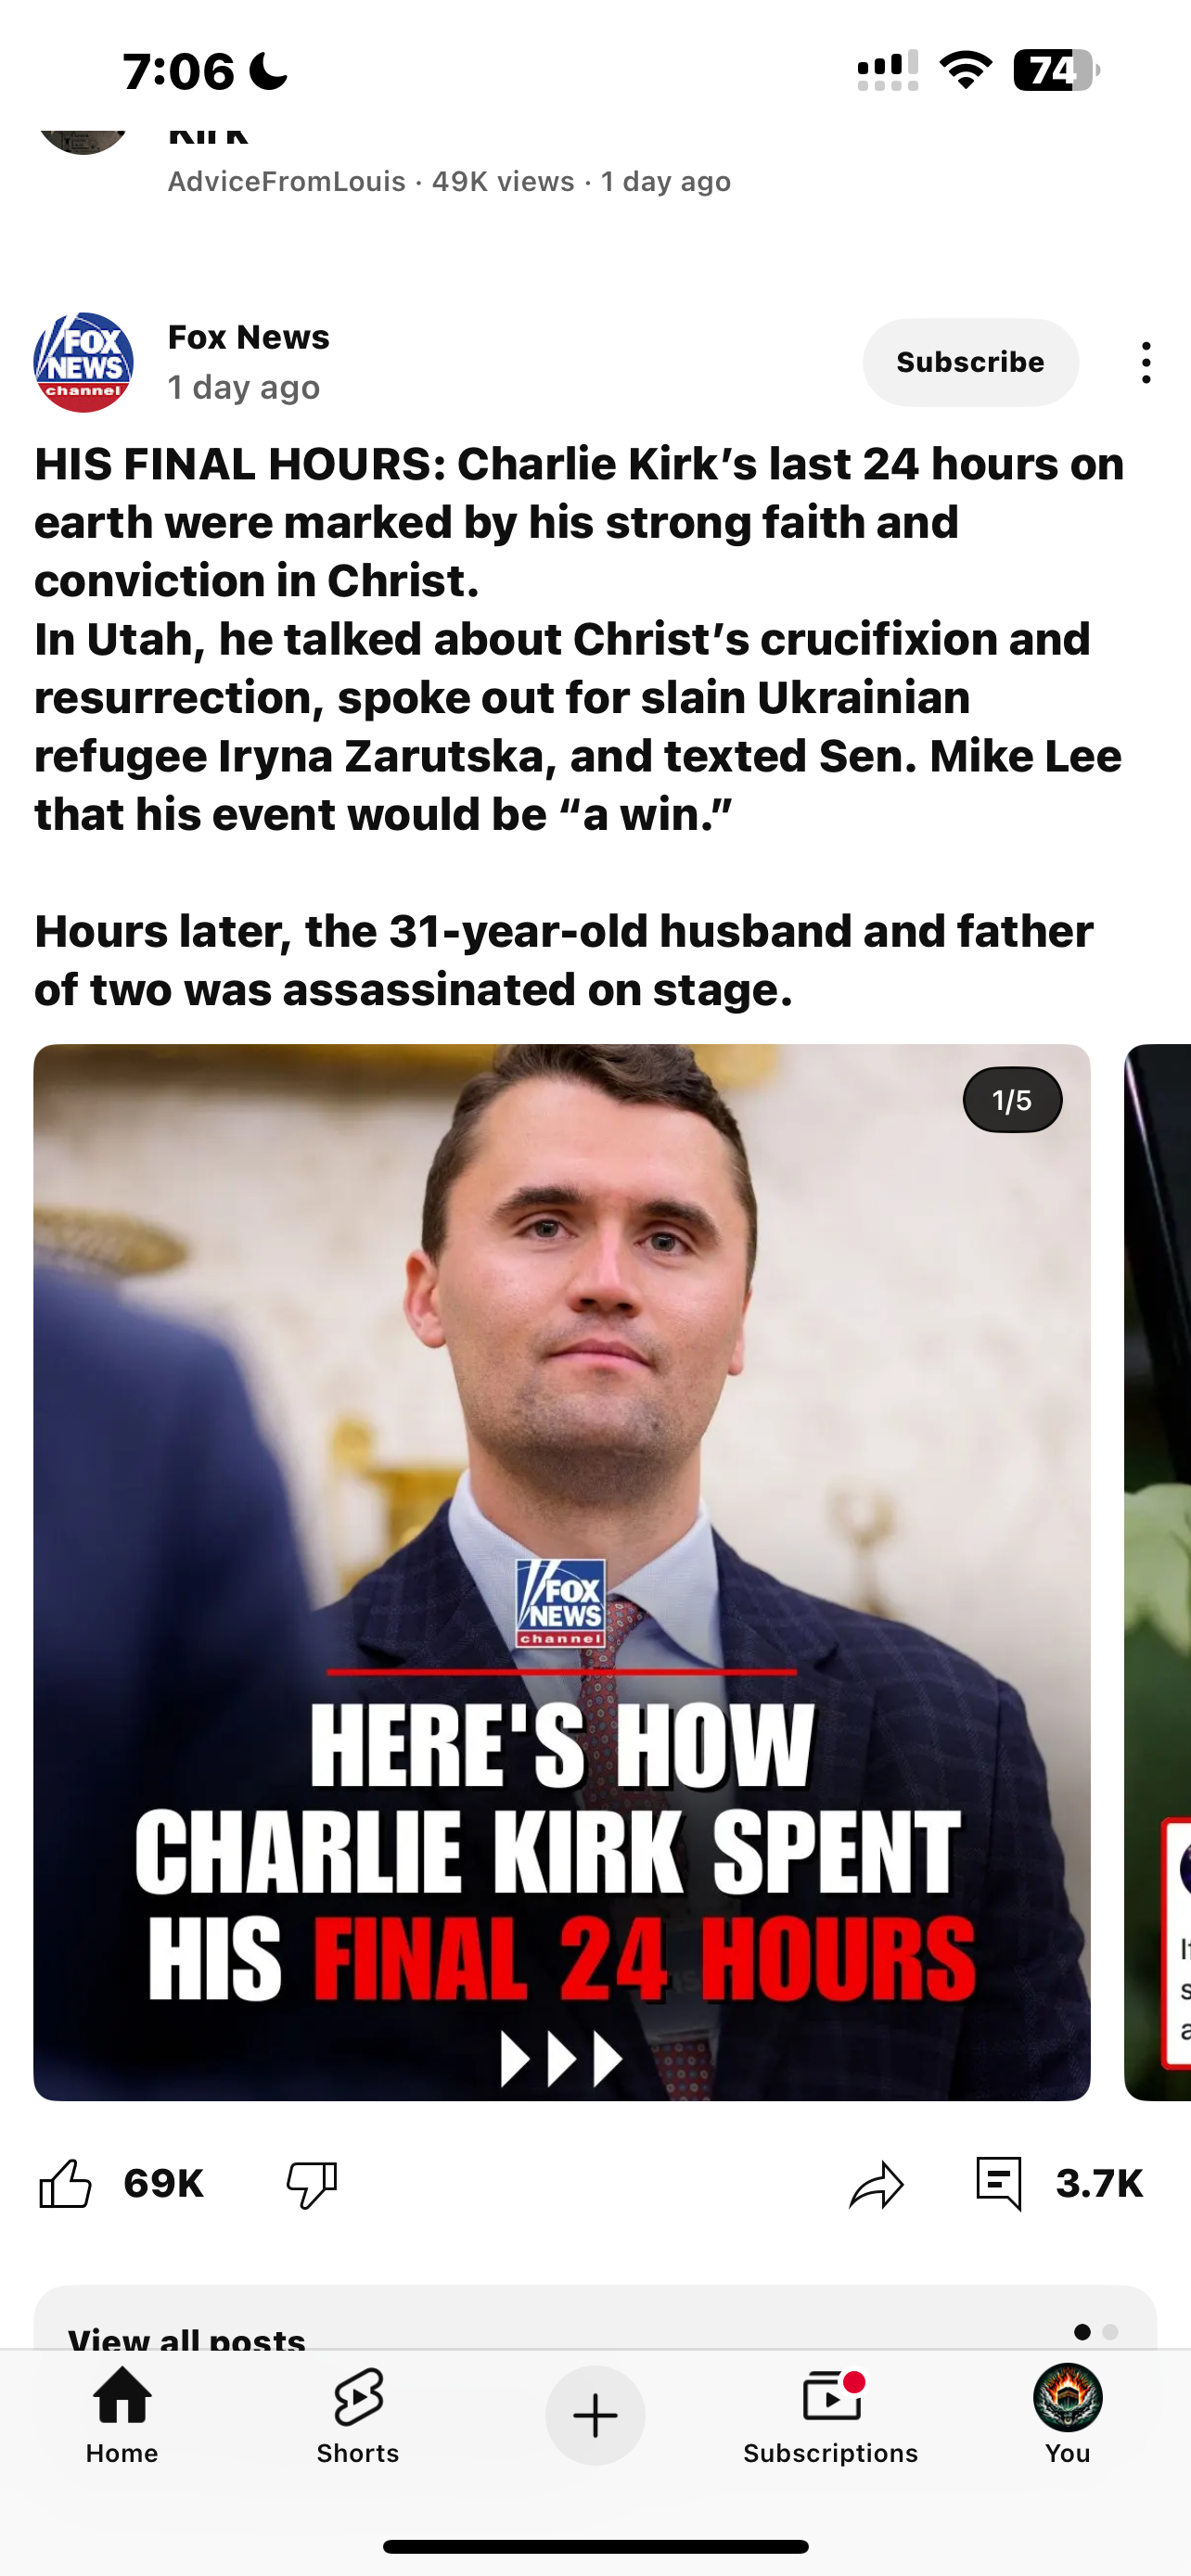 7:06
74
Kirk
AdviceFromLouis · 49K views · 1 day ago
FOX
NEWS
channel
Fox News
1 day ago
Subscribe
HIS FINAL HOURS: Charlie Kirk’s last 24 hours on
earth were marked by his strong faith and
conviction in Christ.
In Utah, he talked about Christ’s crucifixion and
resurrection, spoke out for slain Ukrainian
refugee Iryna Zarutska, and texted Sen. Mike Lee
that his event would be “a win.”
Hours later, the 31-year-old husband and father
of two was assassinated on stage.
1/5
FOX
NEWS
channel
HERE'S HOW
CHARLIE KIRK SPENT
HIS FINAL 24 HOURS
69K
3.7K
View all posts
Home
Shorts
Subscriptions
You